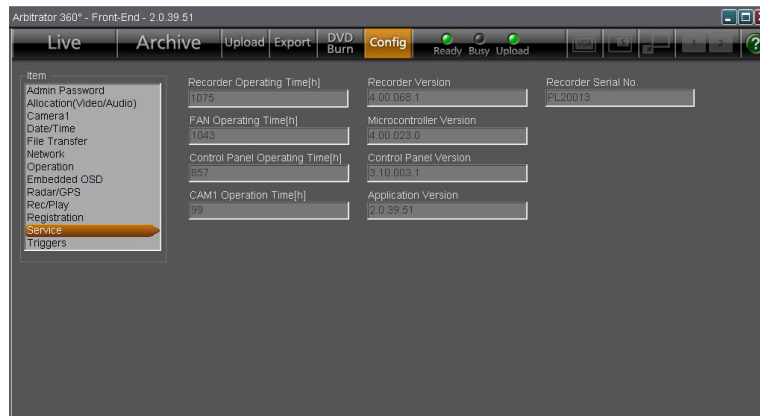 Arbitrator 360° - Front-End - 2.0.39.51
Live Archive Upload Export DVD Burn Config Ready Busy Upload VGA 1 2 ?
Item
Admin Password
Allocation(Video/Audio)
Camera1
Date/Time
File Transfer
Network
Operation
Embedded OSD
Radar/GPS
Rec/Play
Registration
Service
Triggers
Recorder Operating Time[h]
1075
FAN Operating Time[h]
1043
Control Panel Operating Time[h]
857
CAM1 Operation Time[h]
99
Recorder Version
4.00.068.1
Microcontroller Version
4.00.023.0
Control Panel Version
3.10.003.1
Application Version
2.0.39.51
Recorder Serial No.
PL20013